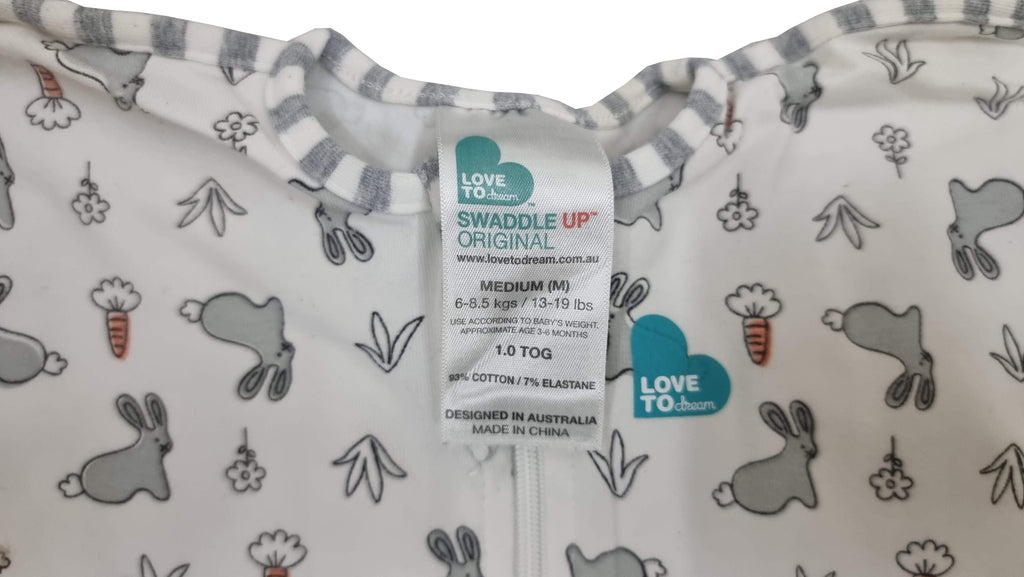 LOVE
TO dream™
SWADDLE UP™
ORIGINAL
www.lovetodream.com.au
MEDIUM (M)
6-8.5 kgs / 13-19 lbs
USE ACCORDING TO BABY'S WEIGHT.
APPROXIMATE AGE 3-6 MONTHS
1.0 TOG
93% COTTON / 7% ELASTANE
DESIGNED IN AUSTRALIA
MADE IN CHINA
LOVE
TO dream